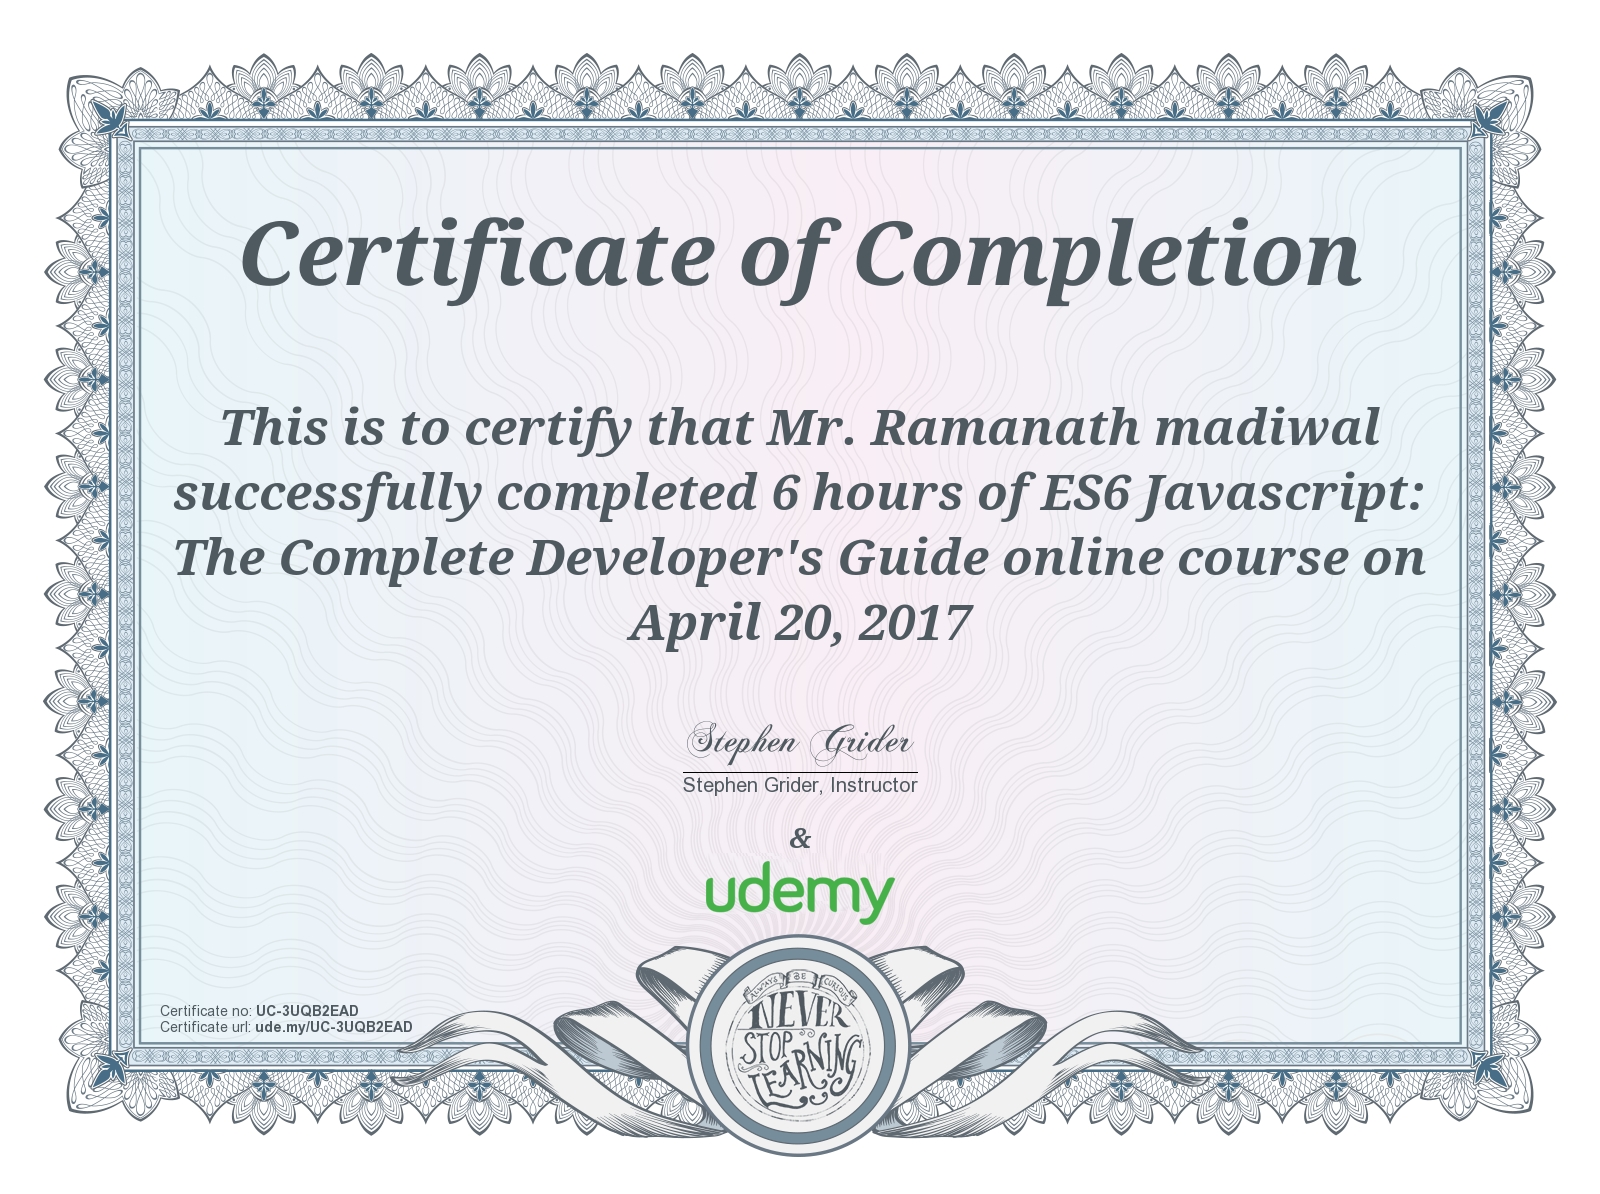 Certificate of Completion
This is to certify that Mr. Ramanath madiwal
successfully completed 6 hours of ES6 Javascript:
The Complete Developer's Guide online course on
April 20, 2017
Stephen Grider
Stephen Grider, Instructor
&
udemy
Certificate no: UC-3UQB2EAD
Certificate url: ude.my/UC-3UQB2EAD
ALWAYS BE CURIOUS
NEVER
STOP
LEARNING